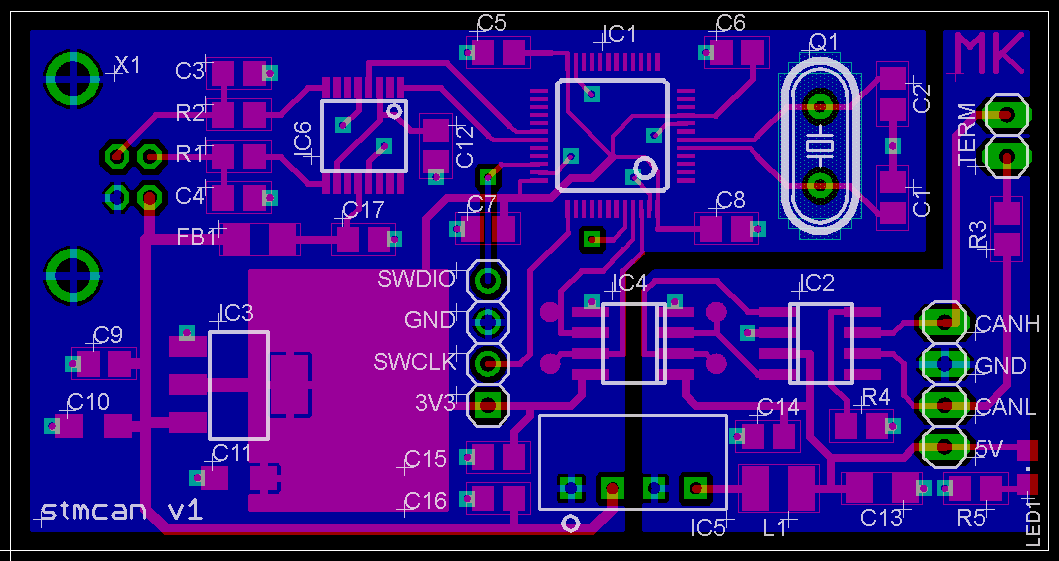 C5
IC1
C6
Q1
MK
X1
C3
R2
R1
C4
FB1
IC6
C12
C17
C7
C8
C2
C1
TERM
R3
SWDIO
GND
SWCLK
3V3
IC4
IC2
CANH
GND
CANL
5V
IC3
C9
C10
C11
C15
C16
C14
R4
stmcan v1
IC5
L1
C13
R5
LED1